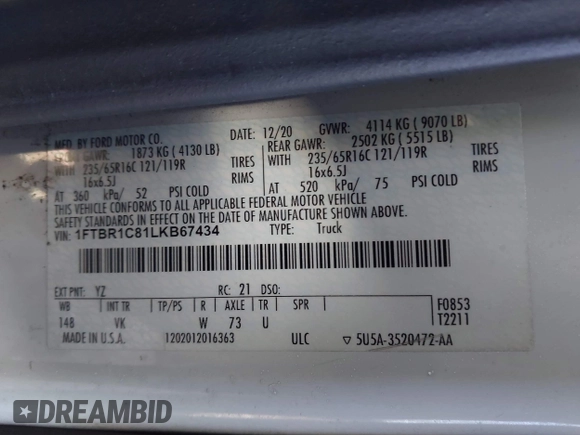 MFD. BY FORD MOTOR CO. DATE: 12/20 GVWR: 4114 KG ( 9070 LB)
GAWR: 1873 KG ( 4130 LB) REAR GAWR: 2502 KG ( 5515 LB)
WITH 235/65R16C 121/119R TIRES WITH 235/65R16C 121/119R TIRES
16x6.5J RIMS 16x6.5J RIMS
AT 360 kPa/ 52 PSI COLD AT 520 kPa/ 75 PSI COLD
THIS VEHICLE CONFORMS TO ALL APPLICABLE FEDERAL MOTOR VEHICLE
SAFETY STANDARDS IN EFFECT ON THE DATE OF MANUFACTURE SHOWN ABOVE.
VIN: 1FTBR1C81LKB67434 TYPE: Truck
EXT PNT: YZ RC: 21 DSO:
WB INT TR TP/PS R AXLE TR SPR F0853
148 VK W 73 U T2211
MADE IN U.S.A. 1202012016363 ULC ▽ 5U5A-3520472-AA
DREAMBID